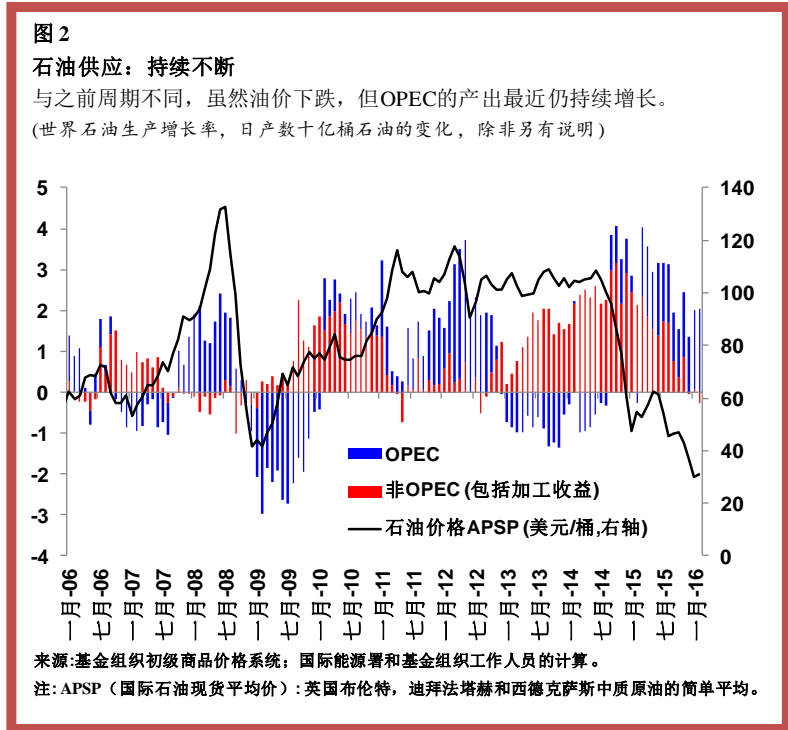 图 2
石油供应：持续不断
与之前周期不同，虽然油价下跌，但OPEC的产出最近仍持续增长。
(世界石油生产增长率，日产数十亿桶石油的变化，除非另有说明)
5
4
3
2
1
0
-1
-2
-3
-4
140
120
100
80
60
40
20
0
OPEC
非OPEC (包括加工收益)
石油价格APSP (美元/桶,右轴)
一月-06
七月-06
一月-07
七月-07
一月-08
七月-08
一月-09
七月-09
一月-10
七月-10
一月-11
七月-11
一月-12
七月-12
一月-13
七月-13
一月-14
七月-14
一月-15
七月-15
一月-16
来源:基金组织初级商品价格系统；国际能源署和基金组织工作人员的计算。
注: APSP（国际石油现货平均价）: 英国布伦特，迪拜法塔赫和西德克萨斯中质原油的简单平均。